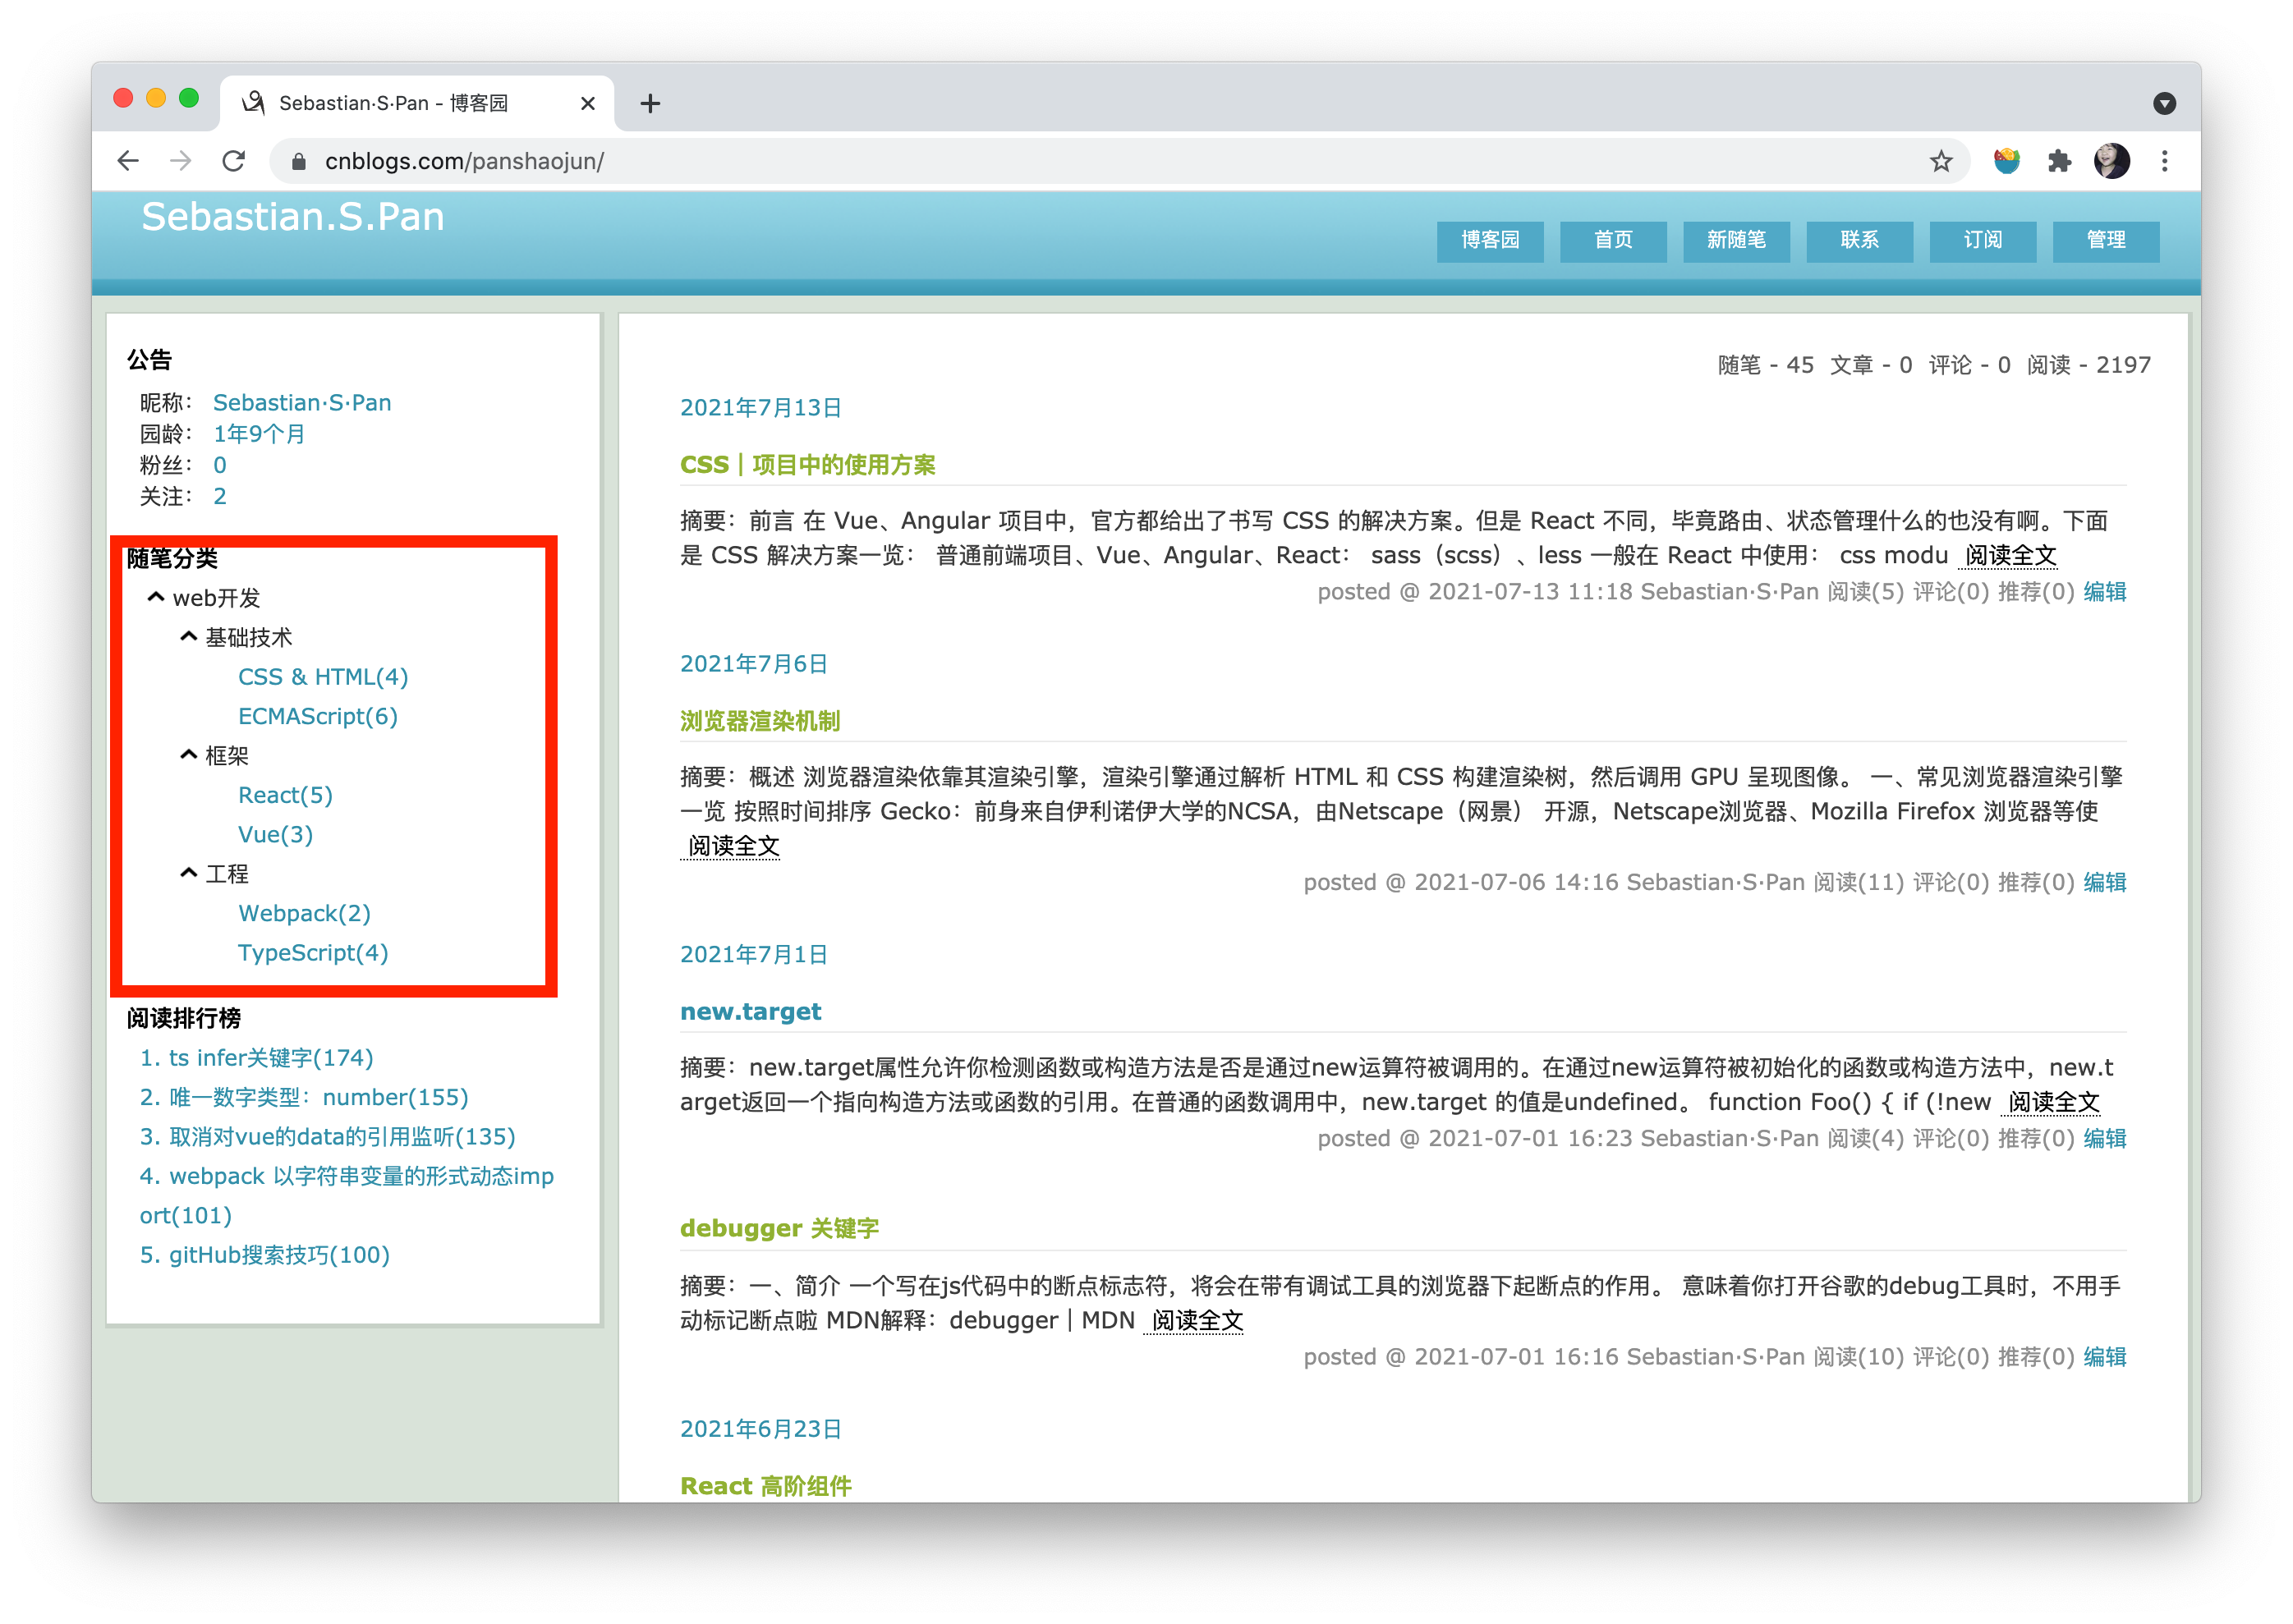 Sebastian·S·Pan - 博客园
cnblogs.com/panshaojun/
Sebastian.S.Pan
博客园 首页 新随笔 联系 订阅 管理
公告
昵称： Sebastian·S·Pan
园龄： 1年9个月
粉丝： 0
关注： 2
随笔分类
web开发
基础技术
CSS & HTML(4)
ECMAScript(6)
框架
React(5)
Vue(3)
工程
Webpack(2)
TypeScript(4)
阅读排行榜
1. ts infer关键字(174)
2. 唯一数字类型：number(155)
3. 取消对vue的data的引用监听(135)
4. webpack 以字符串变量的形式动态imp
ort(101)
5. gitHub搜索技巧(100)
随笔 - 45 文章 - 0 评论 - 0 阅读 - 2197
2021年7月13日
CSS | 项目中的使用方案
摘要：前言 在 Vue、Angular 项目中，官方都给出了书写 CSS 的解决方案。但是 React 不同，毕竟路由、状态管理什么的也没有啊。下面
是 CSS 解决方案一览： 普通前端项目、Vue、Angular、React： sass（scss）、less 一般在 React 中使用： css modu 阅读全文
posted @ 2021-07-13 11:18 Sebastian·S·Pan 阅读(5) 评论(0) 推荐(0) 编辑
2021年7月6日
浏览器渲染机制
摘要：概述 浏览器渲染依靠其渲染引擎，渲染引擎通过解析 HTML 和 CSS 构建渲染树，然后调用 GPU 呈现图像。 一、常见浏览器渲染引擎
一览 按照时间排序 Gecko：前身来自伊利诺伊大学的NCSA，由Netscape（网景） 开源，Netscape浏览器、Mozilla Firefox 浏览器等使
阅读全文
posted @ 2021-07-06 14:16 Sebastian·S·Pan 阅读(11) 评论(0) 推荐(0) 编辑
2021年7月1日
new.target
摘要：new.target属性允许你检测函数或构造方法是否是通过new运算符被调用的。在通过new运算符被初始化的函数或构造方法中，new.t
arget返回一个指向构造方法或函数的引用。在普通的函数调用中，new.target 的值是undefined。 function Foo() { if (!new 阅读全文
posted @ 2021-07-01 16:23 Sebastian·S·Pan 阅读(4) 评论(0) 推荐(0) 编辑
debugger 关键字
摘要：一、简介 一个写在js代码中的断点标志符，将会在带有调试工具的浏览器下起断点的作用。 意味着你打开谷歌的debug工具时，不用手
动标记断点啦 MDN解释：debugger | MDN 阅读全文
posted @ 2021-07-01 16:16 Sebastian·S·Pan 阅读(10) 评论(0) 推荐(0) 编辑
2021年6月23日
React 高阶组件